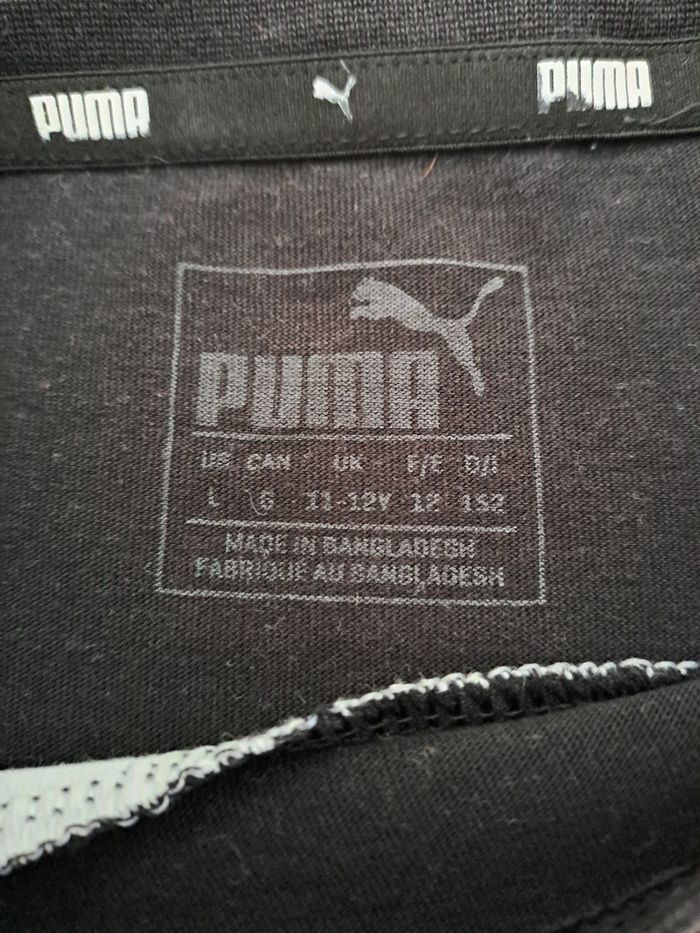 PUMA PUMA
PUMA
US CAN UK F/E D/I
L G 11-12Y 12 152
MADE IN BANGLADESH
FABRIQUE AU BANGLADESH